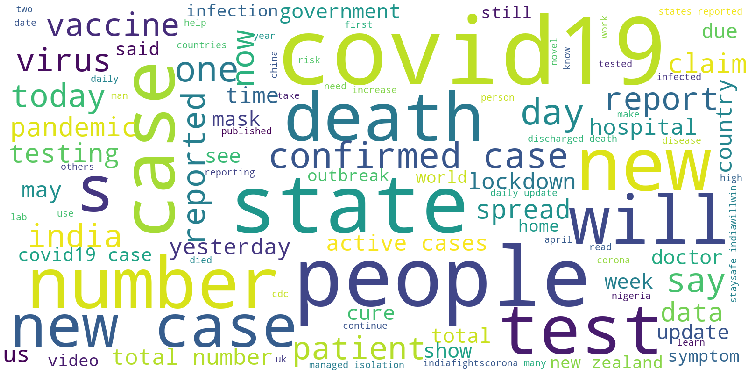 two
help
infection
government
still
states reported
vaccine
date
countries
year
first
covid19
novel
work
due
virus
said
case
one
now
china
risk
know
tested
infected
claim
today
daily
man
reported
time
take
need
increase
person
death
day
make
report
country
pandemic
mask
published
hospital
discharged death
disease
testing
see
reporting
confirmed case
new
high
others
may
s
outbreak
world
lockdown
daily update
state
spread
will
lab
use
india
home
staysafe indiawillwin
yesterday
active cases
april
read
covid19 case
died
number
people
corona
doctor
cdc
week
say
nigeria
cure
data
new case
continue
test
total
update
learn
us
video
total number
uk
patient
show
managed isolation
indiafightscorona
many
new zealand
symptom